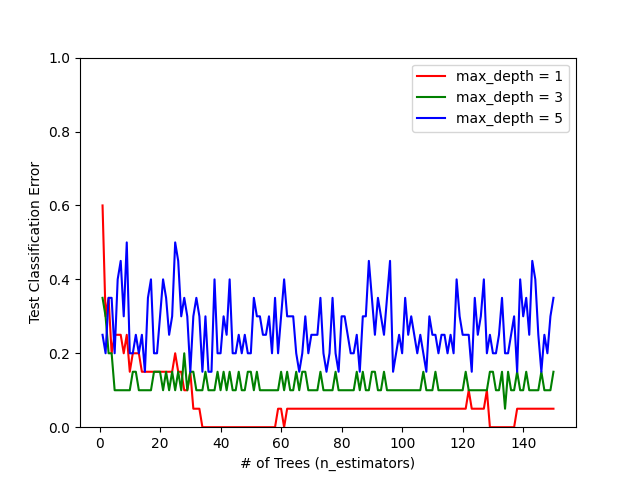 1.0
0.8
0.6
0.4
0.2
0.0
Test Classification Error
0 20 40 60 80 100 120 140
# of Trees (n_estimators)
max_depth = 1
max_depth = 3
max_depth = 5